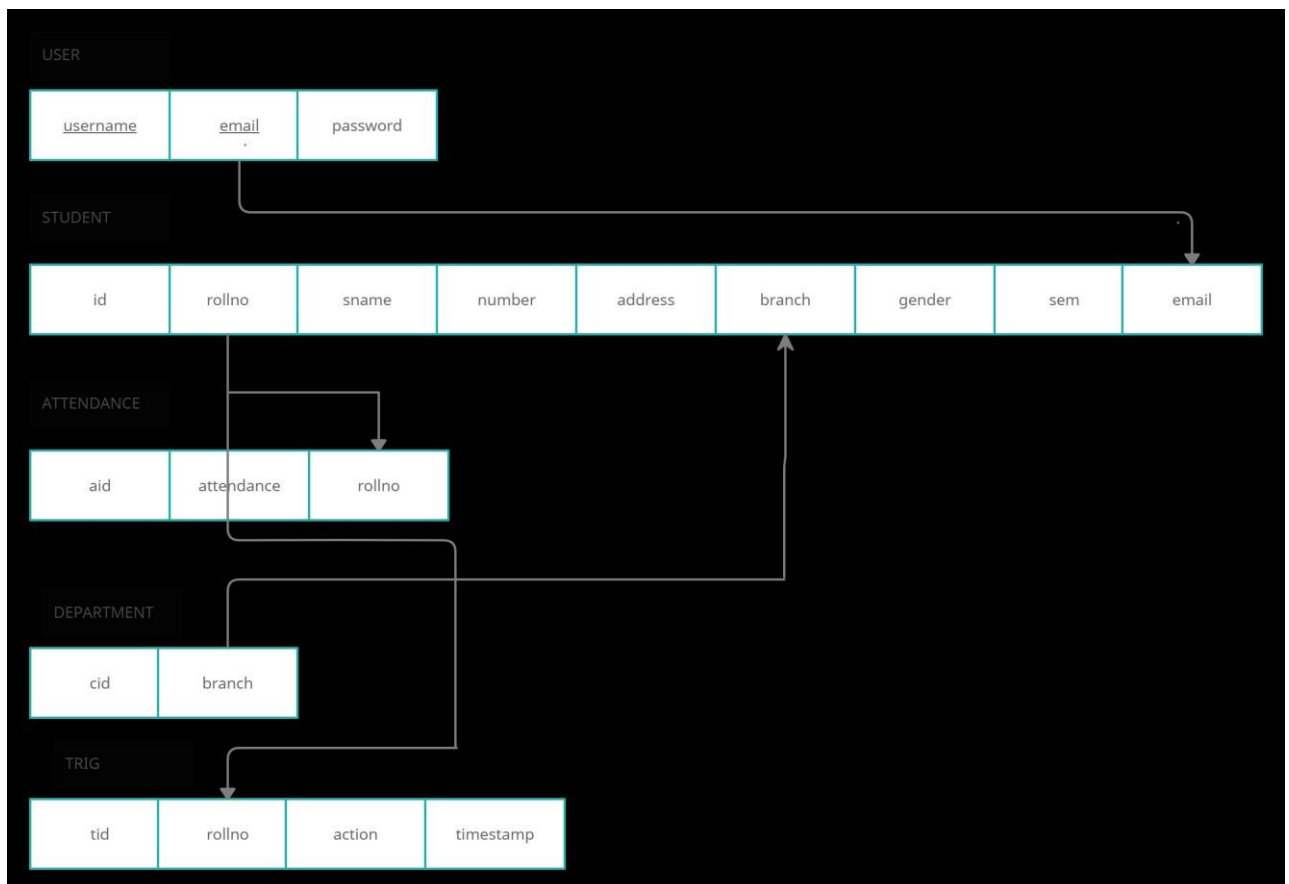 USER
username email password
STUDENT
id rollno sname number address branch gender sem email
ATTENDANCE
aid attendance rollno
DEPARTMENT
cid branch
TRIG
tid rollno action timestamp